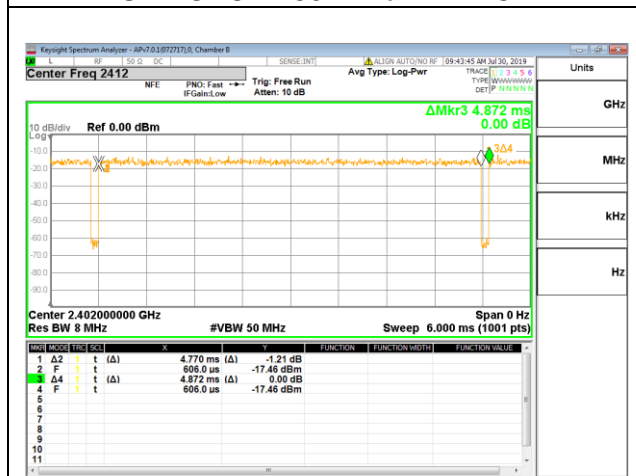 Keysight Spectrum Analyzer - APv7.0.1(072717),0, Chamber B
L RF 50 Ω DC SENSE:INT ALIGN AUTO/NO RF 09:43:45 AM Jul 30, 2019
Center Freq 2412
NFE PNO: Fast Trig: Free Run Avg Type: Log-Pwr TRACE 1 2 3 4 5 6
IFGain:Low Atten: 10 dB TYPE WWWWWW
DET P NNNNN
Units
GHz
MHz
kHz
Hz
ΔMkr3 4.872 ms
0.00 dB
10 dB/div Ref 0.00 dBm
Log
-10.0
-20.0
-30.0
-40.0
-50.0
-60.0
-70.0
-80.0
-90.0
3Δ4
Center 2.402000000 GHz Span 0 Hz
Res BW 8 MHz #VBW 50 MHz Sweep 6.000 ms (1001 pts)
MKR MODE TRC SCL X Y FUNCTION FUNCTION WIDTH FUNCTION VALUE
1 Δ2 1 t (Δ) 4.770 ms (Δ) -1.21 dB
2 F 1 t 606.0 µs -17.46 dBm
3 Δ4 1 t (Δ) 4.872 ms (Δ) 0.00 dB
4 F 1 t 606.0 µs -17.46 dBm
5
6
7
8
9
10
11